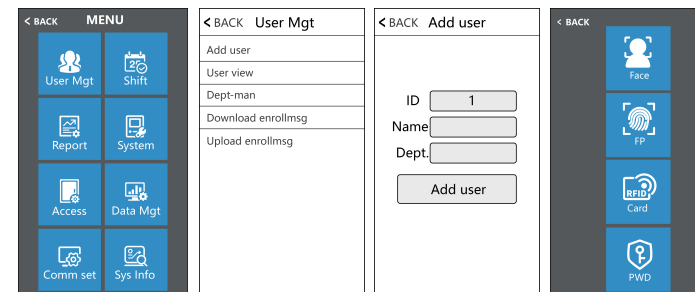 < BACK MENU
User Mgt
Shift
26
Report
System
Access
Data Mgt
Comm set
Sys Info
< BACK User Mgt
Add user
User view
Dept-man
Download enrollmsg
Upload enrollmsg
< BACK Add user
ID 1
Name
Dept.
Add user
< BACK
Face
FP
RFID
Card
PWD